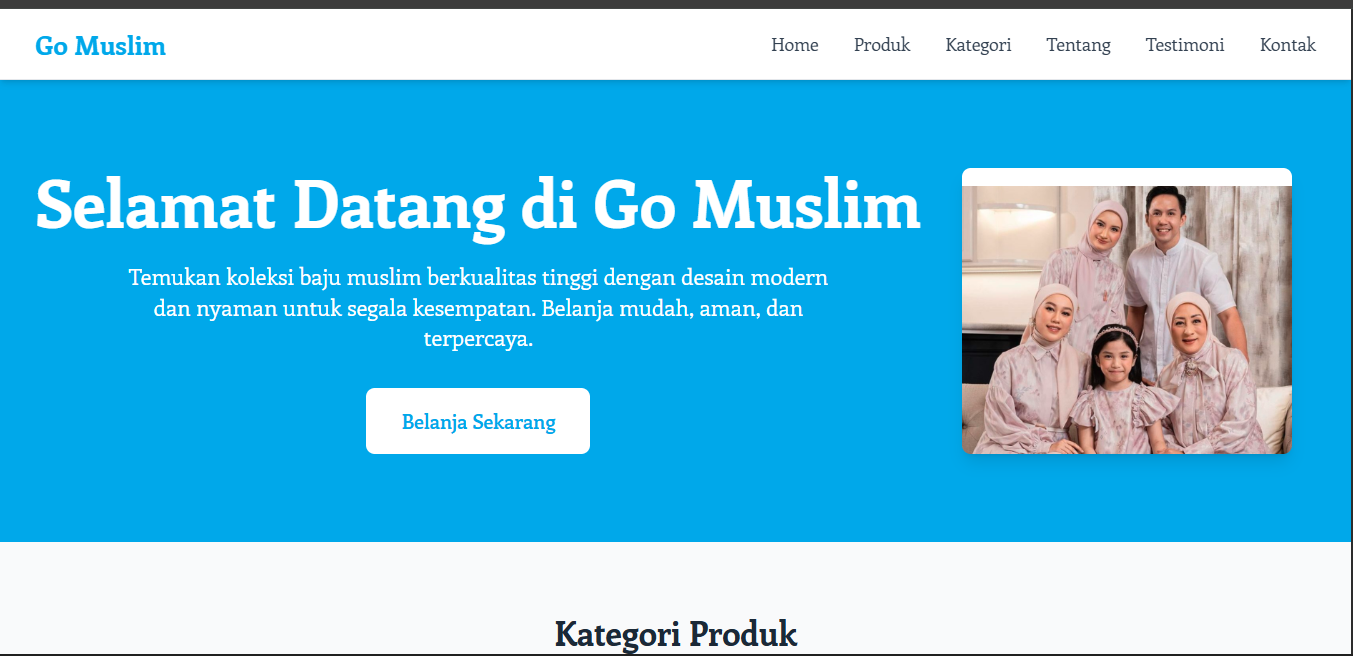 Go Muslim
Home Produk Kategori Tentang Testimoni Kontak
Selamat Datang di Go Muslim
Temukan koleksi baju muslim berkualitas tinggi dengan desain modern
dan nyaman untuk segala kesempatan. Belanja mudah, aman, dan
terpercaya.
Belanja Sekarang
Kategori Produk